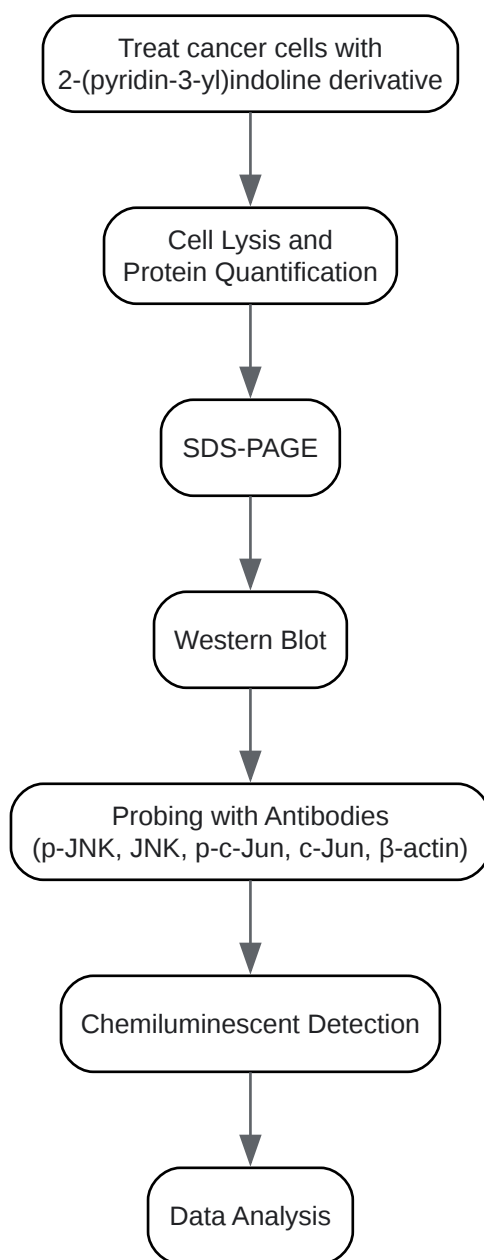 Treat cancer cells with
2-(pyridin-3-yl)indoline derivative
Cell Lysis and
Protein Quantification
SDS-PAGE
Western Blot
Probing with Antibodies
(p-JNK, JNK, p-c-Jun, c-Jun, β-actin)
Chemiluminescent Detection
Data Analysis